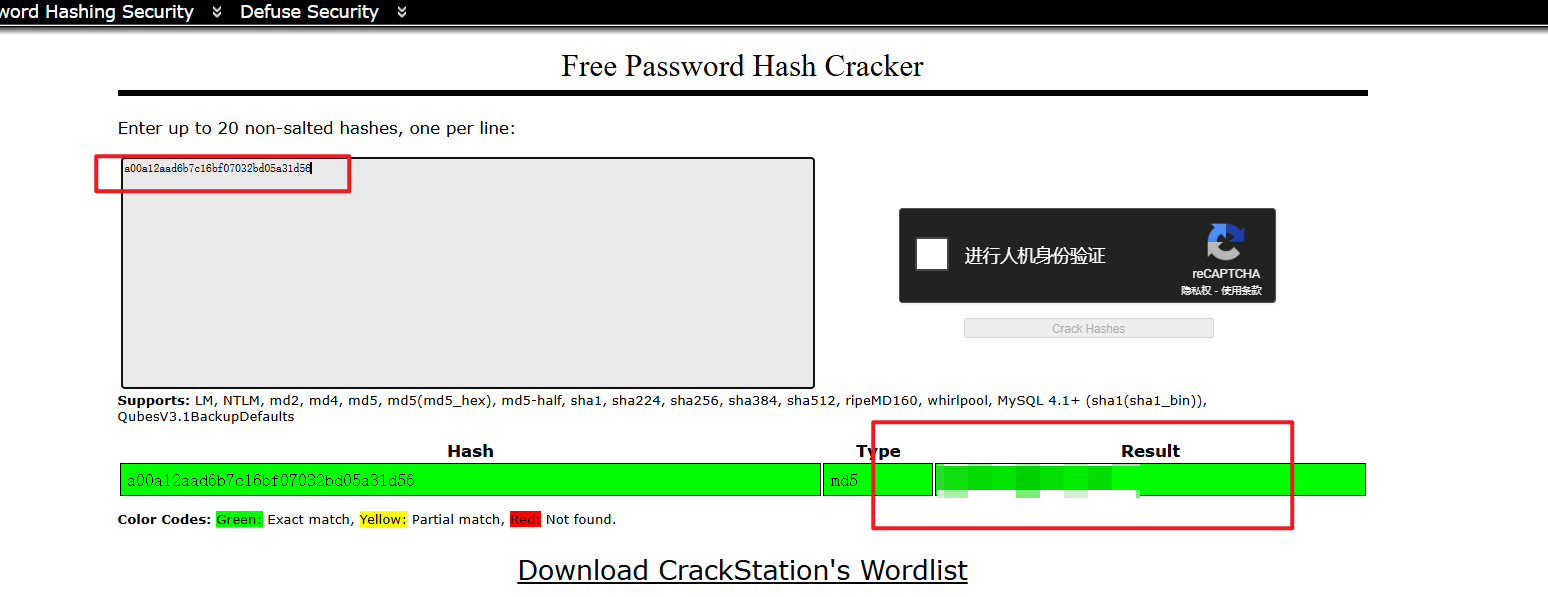 word Hashing Security Defuse Security
Free Password Hash Cracker
Enter up to 20 non-salted hashes, one per line:
a00a12aad6b7c16bf07032bd05a31d56
进行人机身份验证
reCAPTCHA
隐私权 - 使用条款
Crack Hashes
Supports: LM, NTLM, md2, md4, md5, md5(md5_hex), md5-half, sha1, sha224, sha256, sha384, sha512, ripeMD160, whirlpool, MySQL 4.1+ (sha1(sha1_bin)),
QubesV3.1BackupDefaults
Hash Type Result
a00a12aad6b7c16bf07032bd05a31d56 md5
Color Codes: Green: Exact match, Yellow: Partial match, Red: Not found.
Download CrackStation's Wordlist